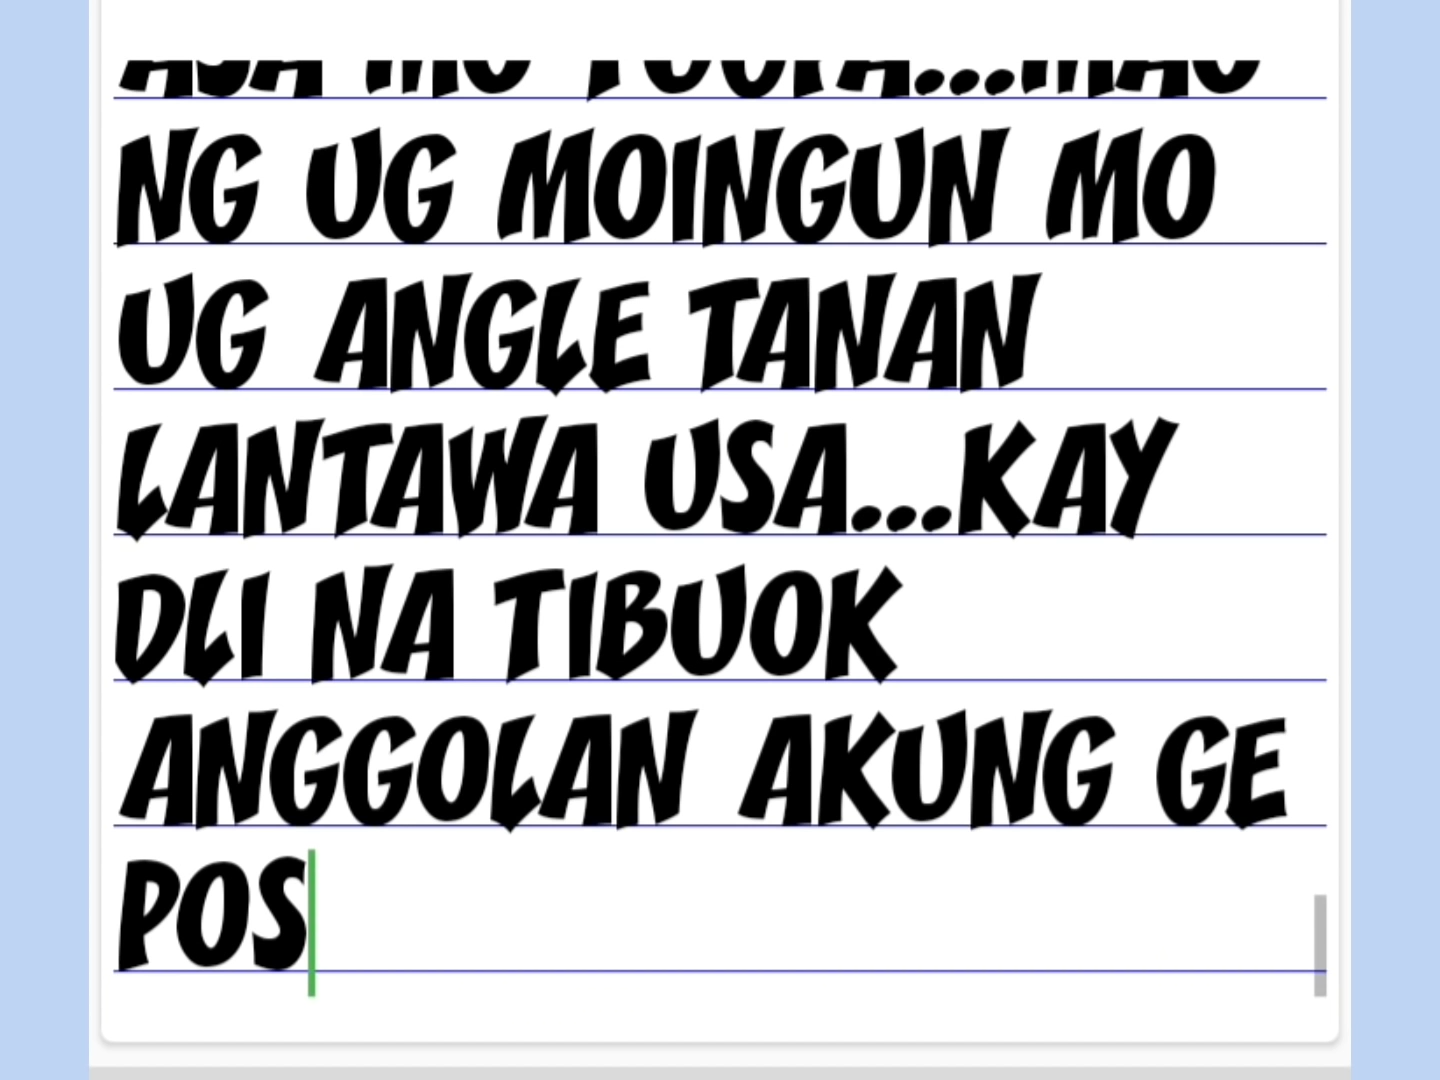 NG UG MOINGUN MO
UG ANGLE TANAN
LANTAWA USA...KAY
DLI NA TIBUOK
ANGGOLAN AKUNG GE
POS